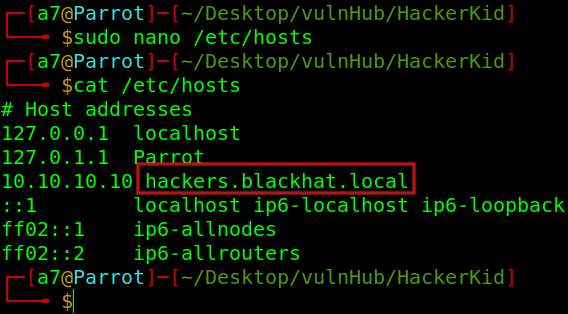 ┌─[a7@Parrot]─[~/Desktop/vulnHub/HackerKid]
└──╼ $sudo nano /etc/hosts
┌─[a7@Parrot]─[~/Desktop/vulnHub/HackerKid]
└──╼ $cat /etc/hosts
# Host addresses
127.0.0.1  localhost
127.0.1.1  Parrot
10.10.10.10 hackers.blackhat.local
::1        localhost ip6-localhost ip6-loopback
ff02::1    ip6-allnodes
ff02::2    ip6-allrouters
┌─[a7@Parrot]─[~/Desktop/vulnHub/HackerKid]
└──╼ $